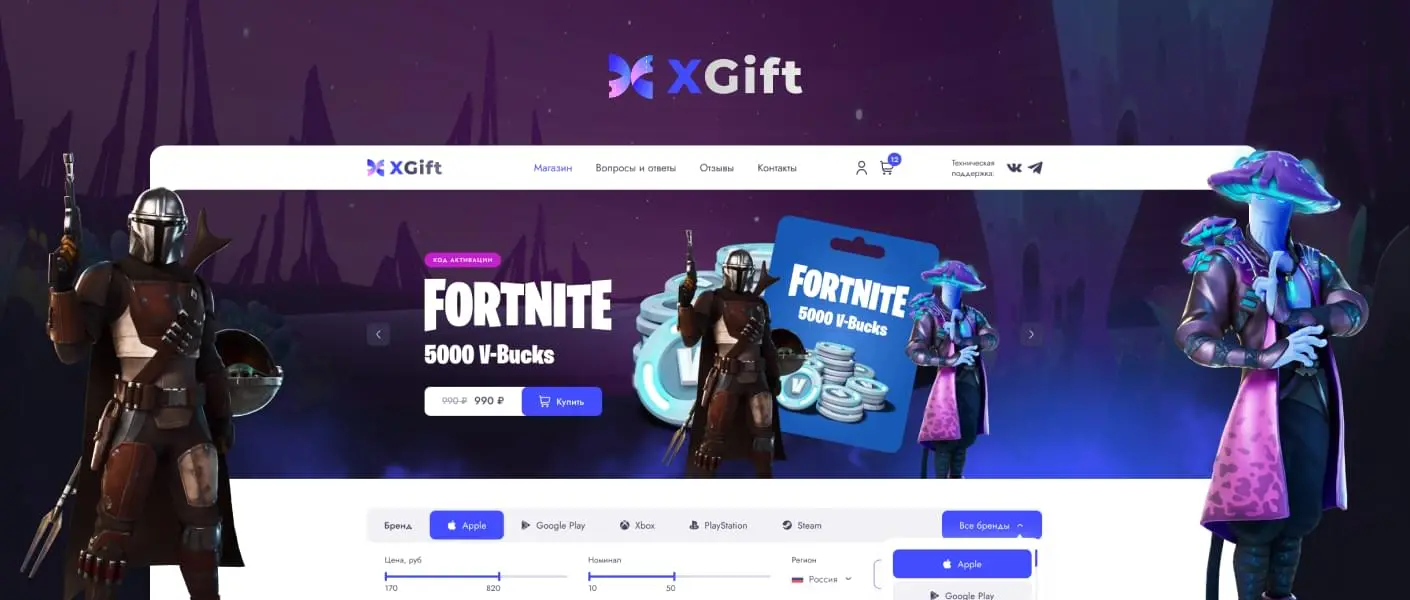 XGift
XGift
Магазин
Вопросы и ответы
Отзывы
Контакты
12
Техническая
поддержка:
КОД АКТИВАЦИИ
FORTNITE
5000 V-Bucks
990 ₽ 990 ₽
Купить
FORTNITE
5000 V-Bucks
V
V
Бренд
Apple
Google Play
Xbox
PlayStation
Steam
Все бренды
Цена, руб
170 820
Номинал
10 50
Регион
Россия
Apple
Google Play